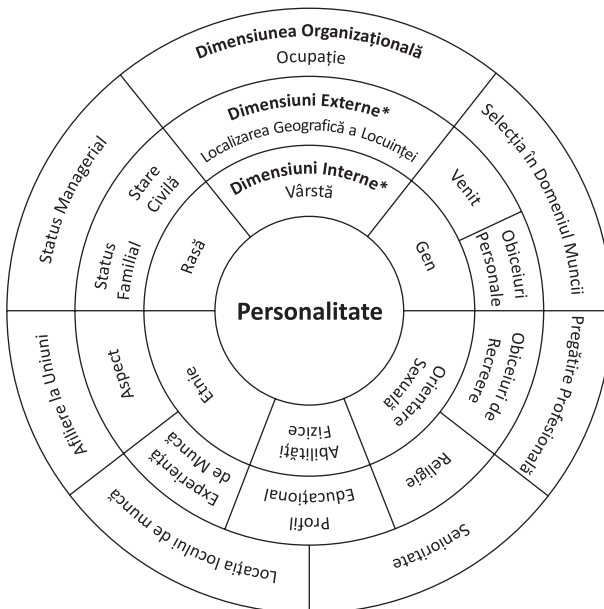 Dimensiunea Organizațională
Ocupație
Selecția în Domeniul Muncii
Pregătire Profesională
Senioritate
Locația locului de muncă
Afiliere la Uniuni
Status Managerial
Dimensiuni Externe*
Localizarea Geografică a Locuinței
Venit
Obiceiuri
Personale
Obiceiuri de
Recreere
Religie
Profil
Educațional
Experiență
de Muncă
Aspect
Status
Familial
Stare
Civilă
Dimensiuni Interne*
Vârstă
Gen
Orientare
Sexuală
Abilități
Fizice
Etnie
Rasă
Personalitate